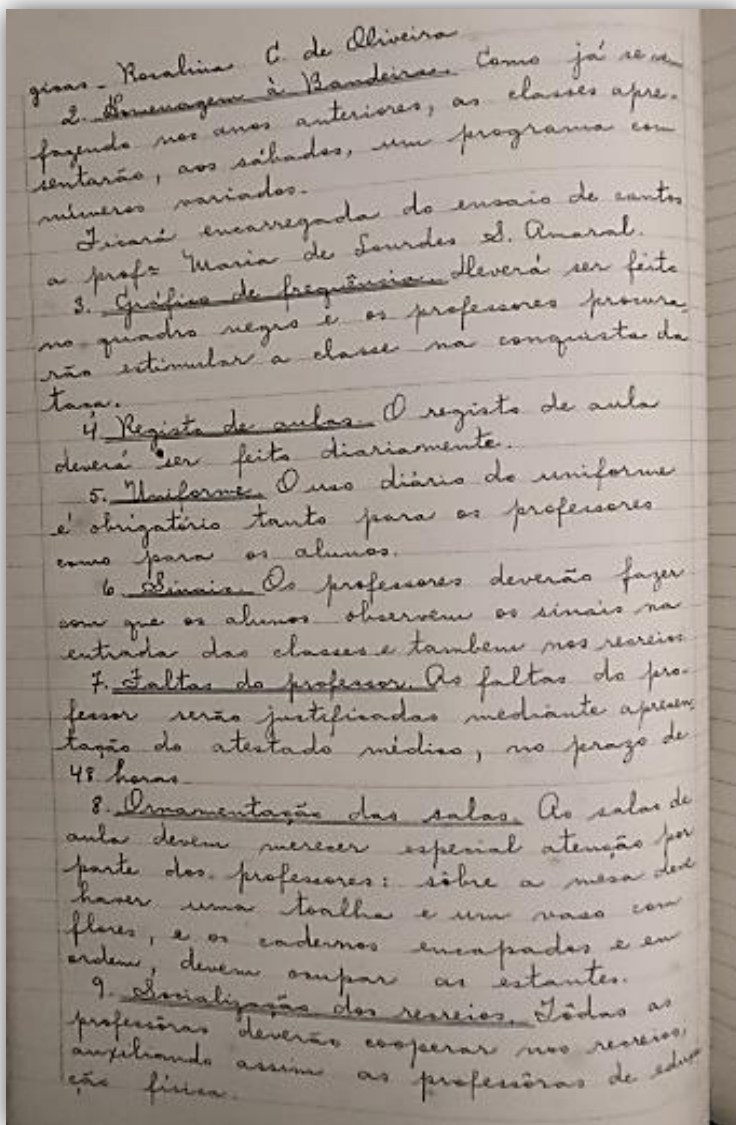 giosas - Rosalina C. de Oliveira
2. Homenagem à Bandeira. Como já se vem
fazendo nos anos anteriores, as classes apre-
sentarão, aos sábados, um programa com
números variados.
Ficará encarregada do ensaio de cantos
a profª Maria de Lourdes S. Amaral.
3. Gráfico de frequência. Deverá ser feito
no quadro negro e os professores procura-
rão estimular a classe na conquista da
taça.
4 Registo de aulas. O registo de aula
deverá ser feito diariamente.
5. Uniforme. O uso diário do uniforme
é obrigatório tanto para os professores
como para os alunos.
6 Sinais. Os professores deverão fazer
com que os alunos observem os sinais na
entrada das classes e tambem nos recreios
7. Faltas do professor. As faltas do pro-
fessor serão justificadas mediante apresen-
tação do atestado médico, no prazo de
48 horas.
8. Ornamentação das salas. As salas de
aula devem merecer especial atenção por
parte dos professores: sôbre a mesa deve
haver uma toalha e um vaso com
flores, e os cadernos encapados e em
ordem, devem ocupar as estantes.
9. Socialização dos recreios. Tôdas as
professôras deverão cooperar nos recreios,
auxiliando assim as professôras de educa
ção física.